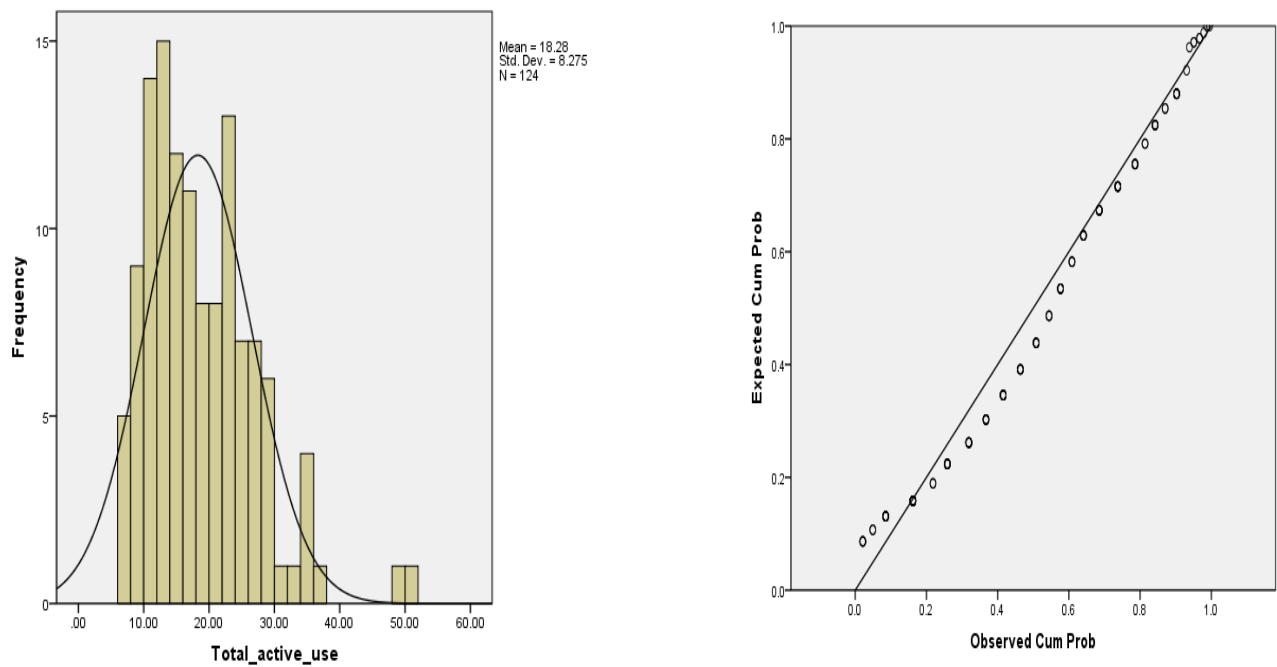 Mean = 18.28
Std. Dev. = 8.275
N = 124
15
10
5
0
Frequency
.00 10.00 20.00 30.00 40.00 50.00 60.00
Total_active_use
1.0
0.8
0.6
0.4
0.2
0.0
Expected Cum Prob
0.0 0.2 0.4 0.6 0.8 1.0
Observed Cum Prob